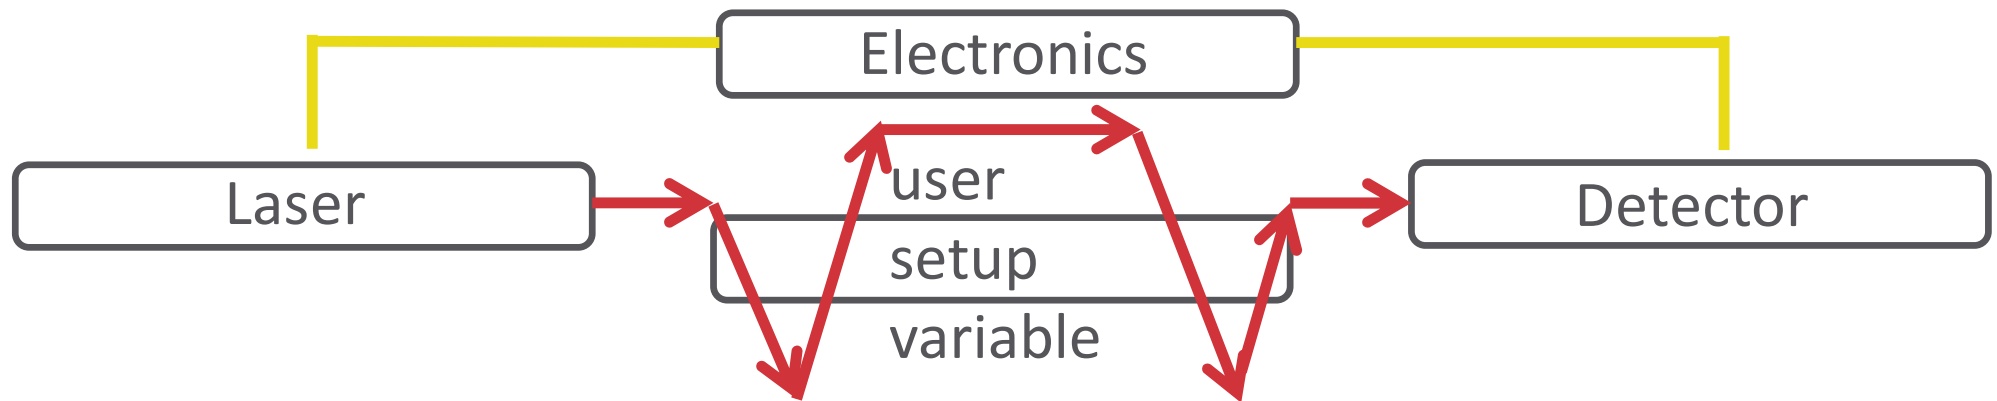 Electronics
Laser
user
setup
variable
Detector